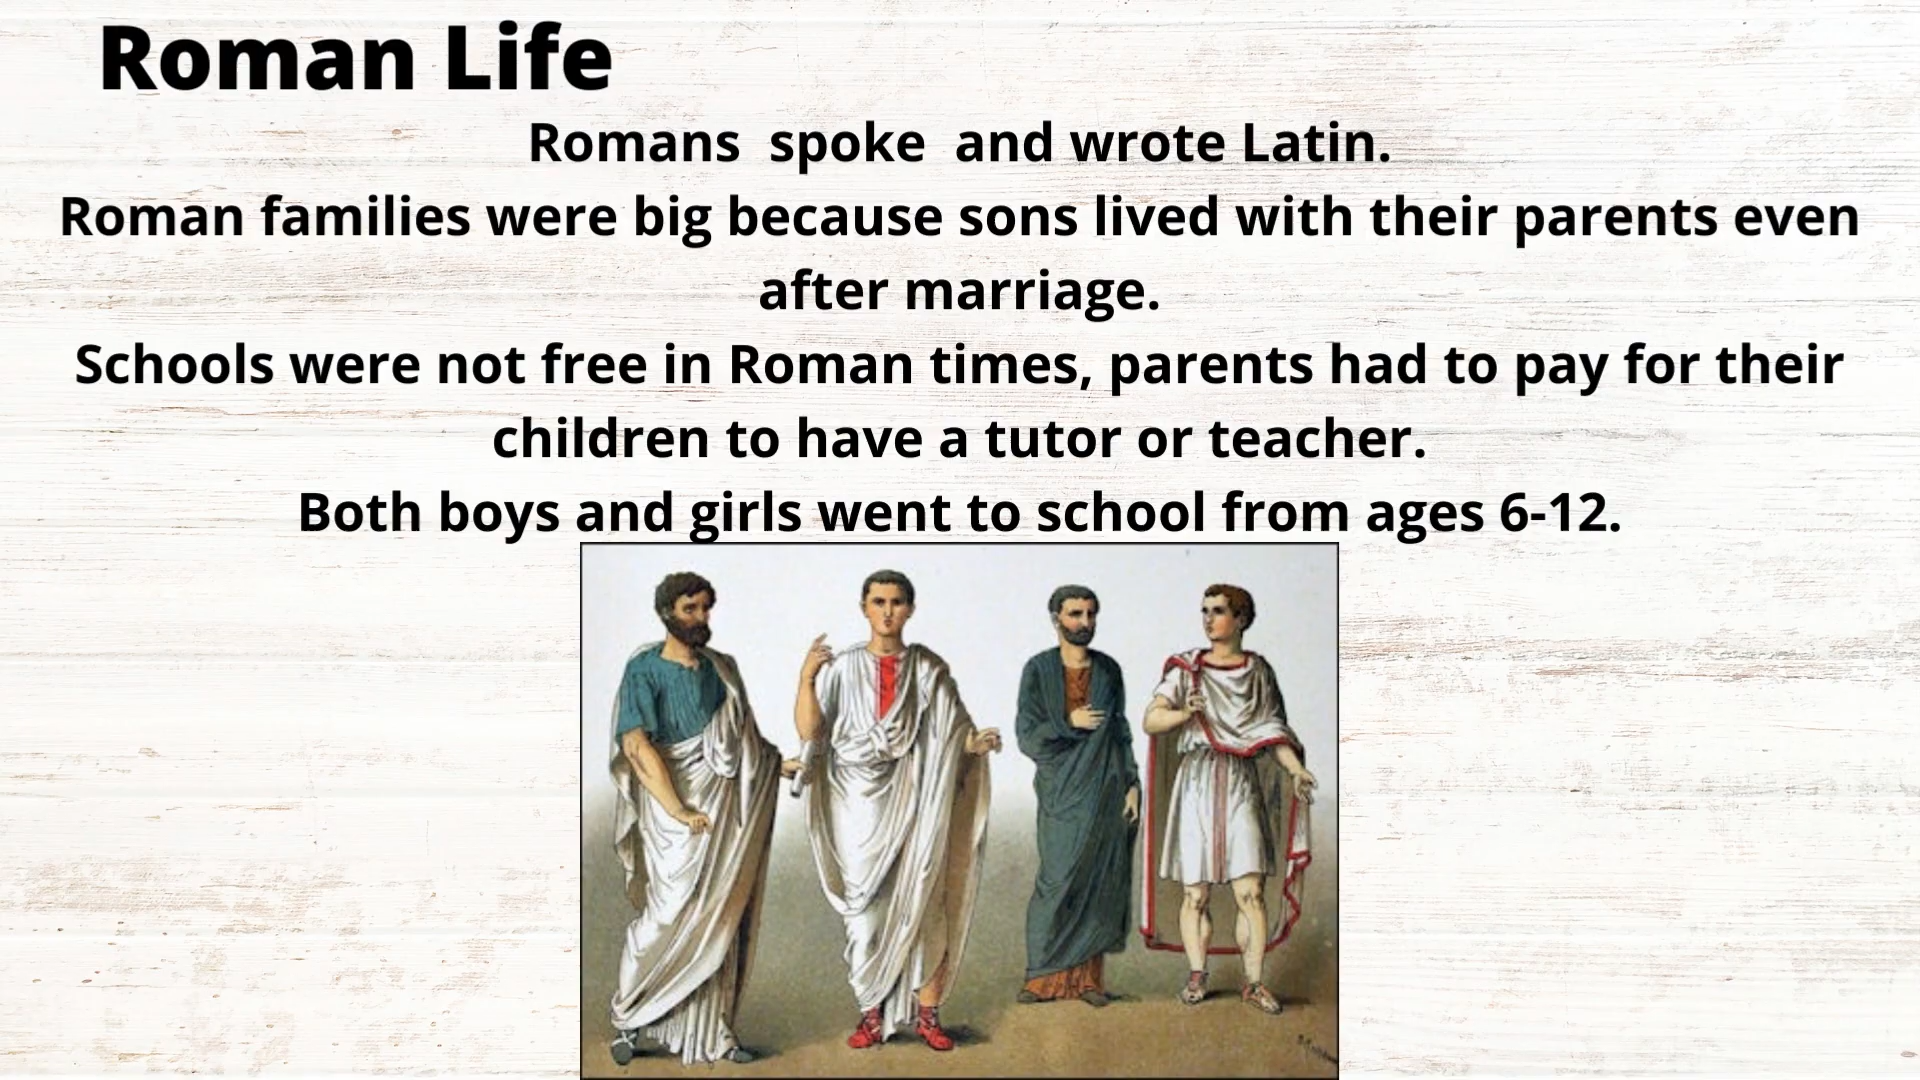 Roman Life
Romans  spoke  and wrote Latin.
Roman families were big because sons lived with their parents even
after marriage.
Schools were not free in Roman times, parents had to pay for their
children to have a tutor or teacher.
Both boys and girls went to school from ages 6-12.